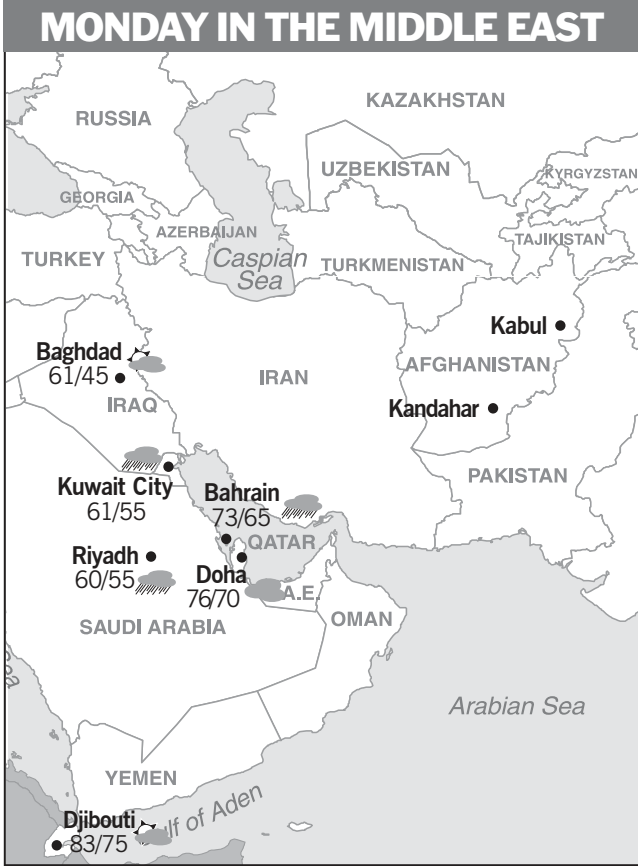 MONDAY IN THE MIDDLE EAST
KAZAKHSTAN
RUSSIA
UZBEKISTAN
KYRGYZSTAN
GEORGIA
AZERBAIJAN
TAJIKISTAN
TURKEY
Caspian
Sea
TURKMENISTAN
Kabul
Baghdad
61/45
AFGHANISTAN
IRAN
IRAQ
Kandahar
PAKISTAN
Kuwait City
61/55
Bahrain
73/65
QATAR
Riyadh
60/55
Doha
76/70
A.E.
OMAN
SAUDI ARABIA
Arabian Sea
YEMEN
lf of Aden
Djibouti
83/75